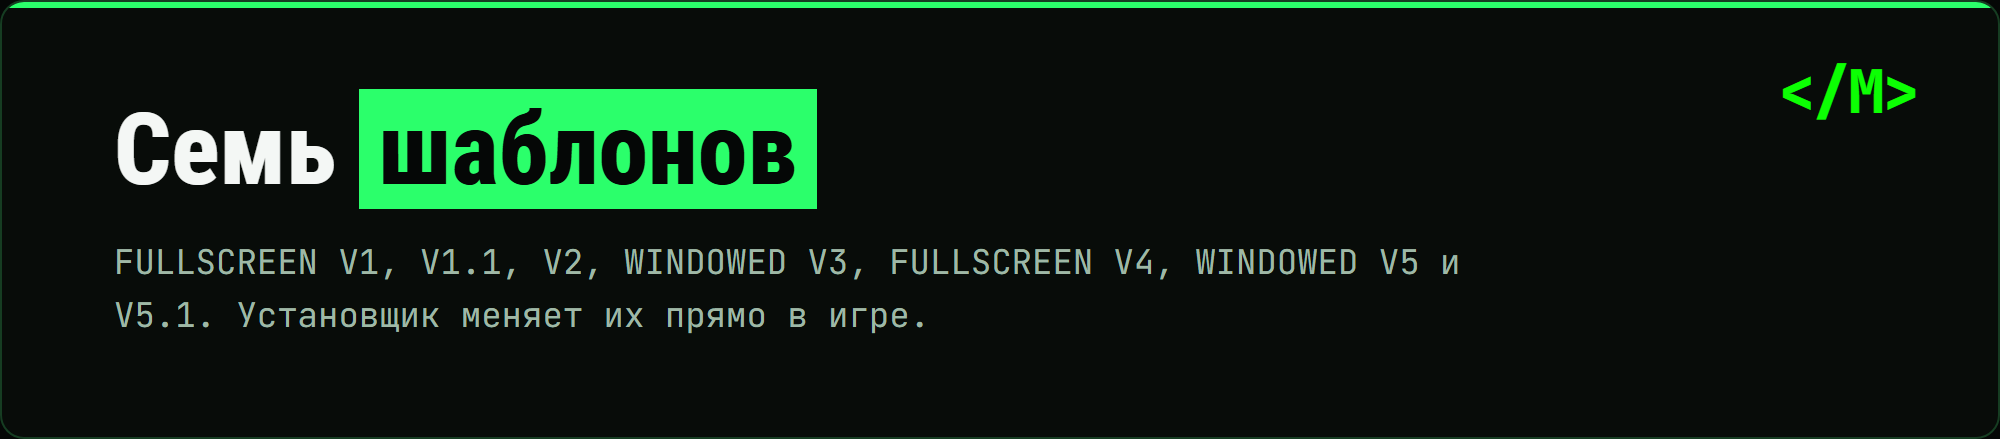 </M>
Семь шаблонов
FULLSCREEN V1, V1.1, V2, WINDOWED V3, FULLSCREEN V4, WINDOWED V5 и
V5.1. Установщик меняет их прямо в игре.